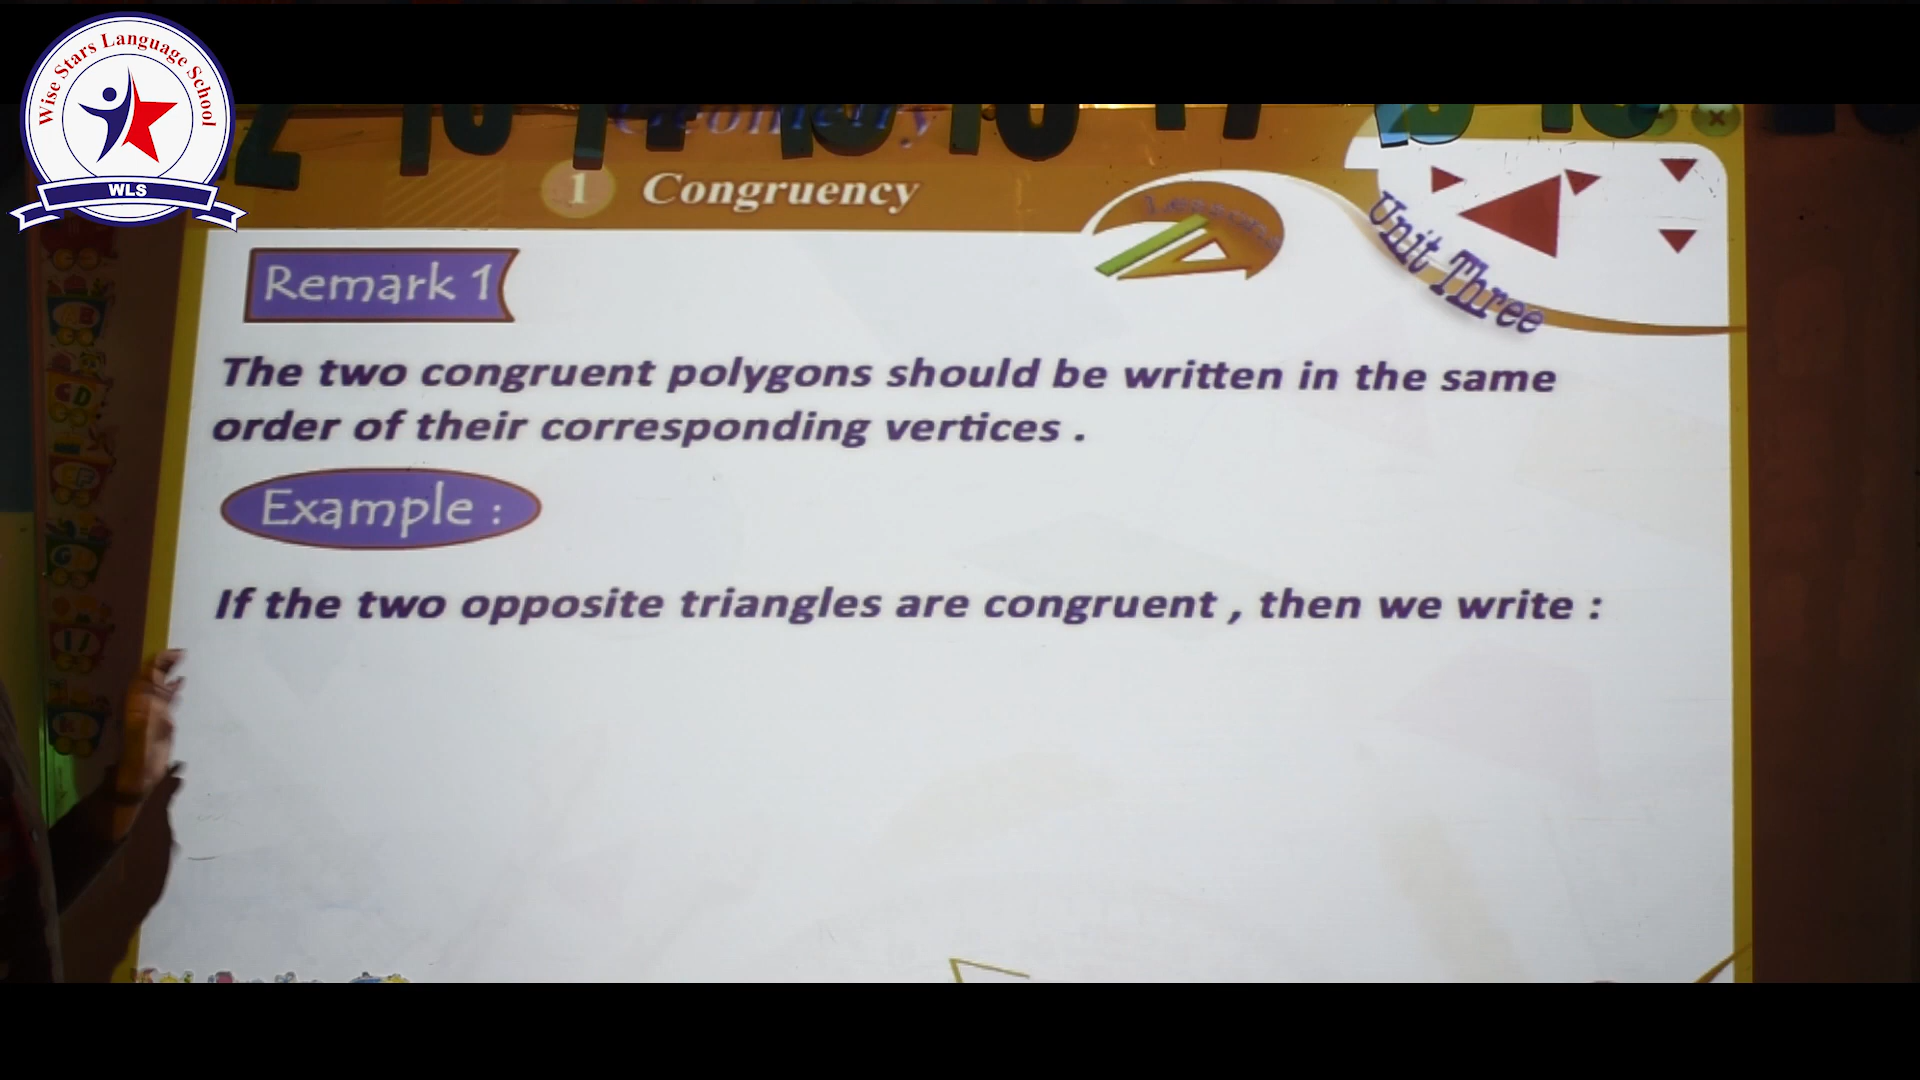 Wise Stars Language School
WLS
Geometry
1 Congruency
Unit Three
Remark 1
The two congruent polygons should be written in the same
order of their corresponding vertices .
Example :
If the two opposite triangles are congruent , then we write :